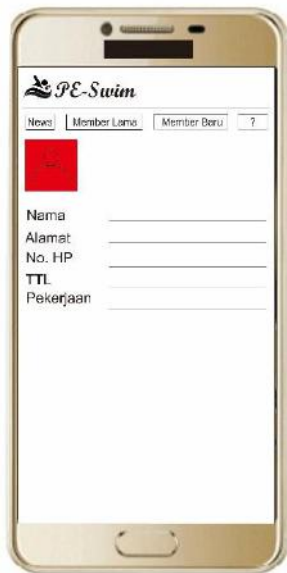 PE-Swim
News Member Lama Member Baru ?
Nama
Alamat
No. HP
TTL
Pekerjaan